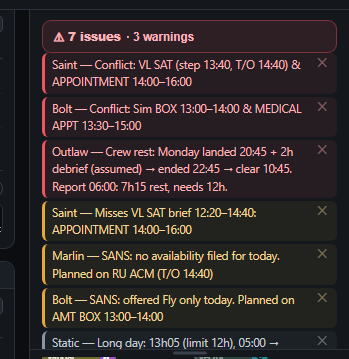 ⚠ 7 issues · 3 warnings
Saint — Conflict: VL SAT (step 13:40, T/O 14:40) &
APPOINTMENT 14:00–16:00
Bolt — Conflict: Sim BOX 13:00–14:00 & MEDICAL
APPT 13:30–15:00
Outlaw — Crew rest: Monday landed 20:45 + 2h
debrief (assumed) → ended 22:45 → clear 10:45.
Report 06:00: 7h15 rest, needs 12h.
Saint — Misses VL SAT brief 12:20–14:40:
APPOINTMENT 14:00–16:00
Marlin — SANS: no availability filed for today.
Planned on RU ACM (T/O 14:40)
Bolt — SANS: offered Fly only today. Planned on
AMT BOX 13:00–14:00
Static — Long day: 13h05 (limit 12h), 05:00 →